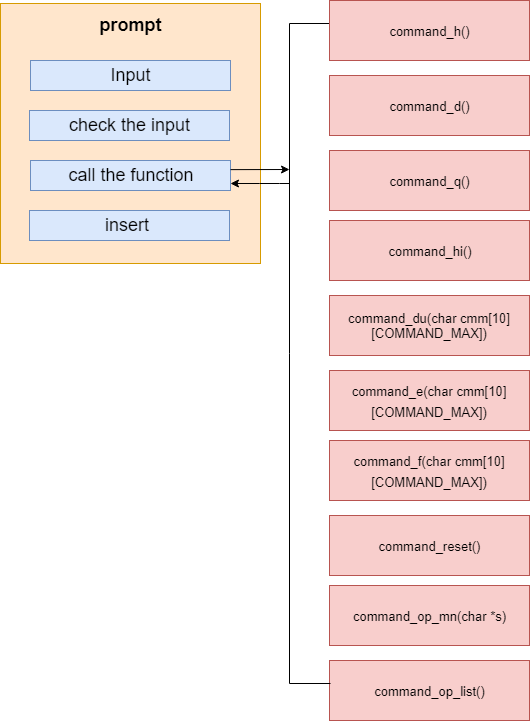 prompt
Input
check the input
call the function
insert
command_h()
command_d()
command_q()
command_hi()
command_du(char cmm[10]
[COMMAND_MAX])
command_e(char cmm[10]
[COMMAND_MAX])
command_f(char cmm[10]
[COMMAND_MAX])
command_reset()
command_op_mn(char *s)
command_op_list()